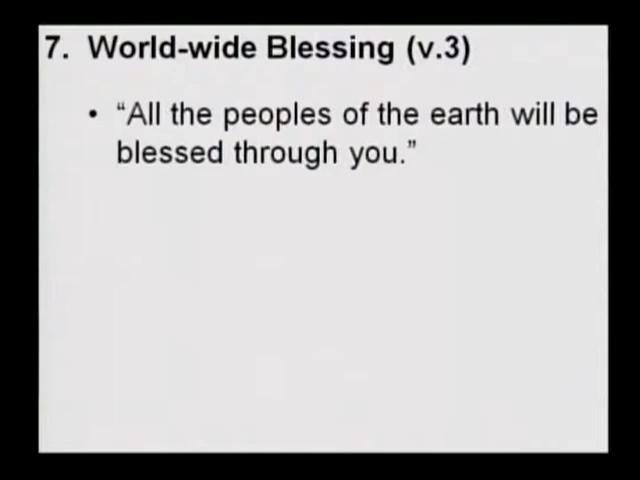 7. World-wide Blessing (v.3)
• “All the peoples of the earth will be
blessed through you.”